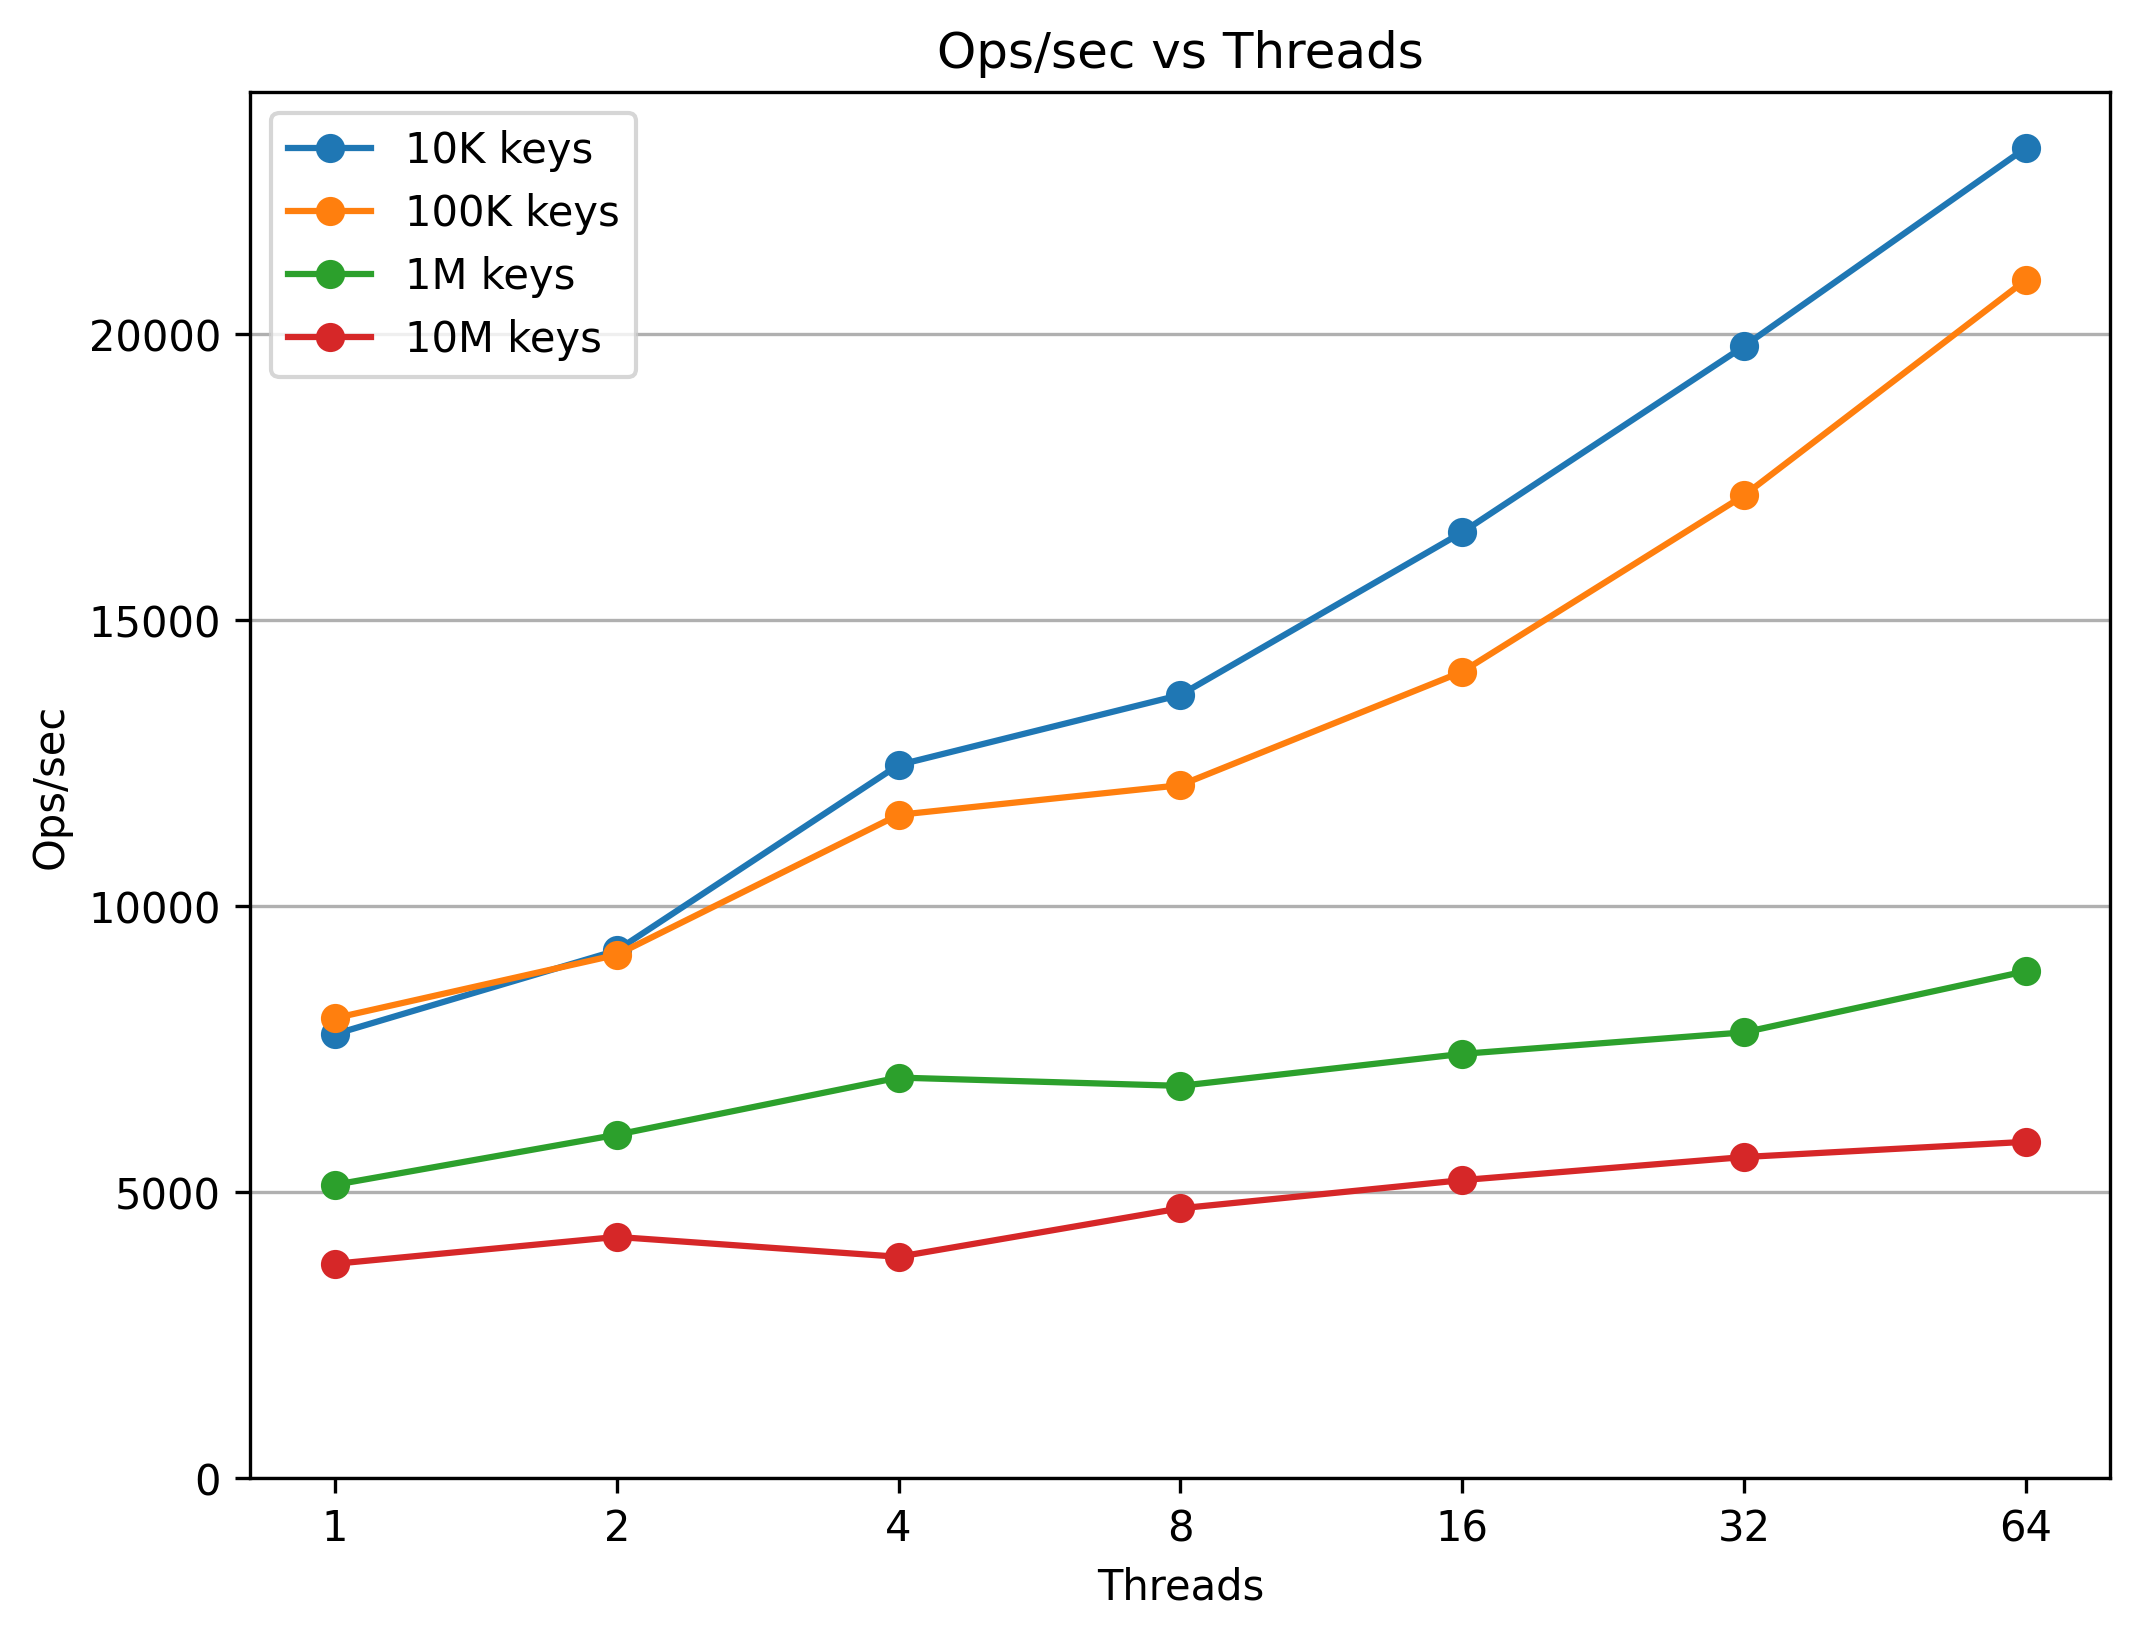 Ops/sec vs Threads
10K keys
100K keys
1M keys
10M keys
20000
15000
10000
5000
0
Ops/sec
1 2 4 8 16 32 64
Threads